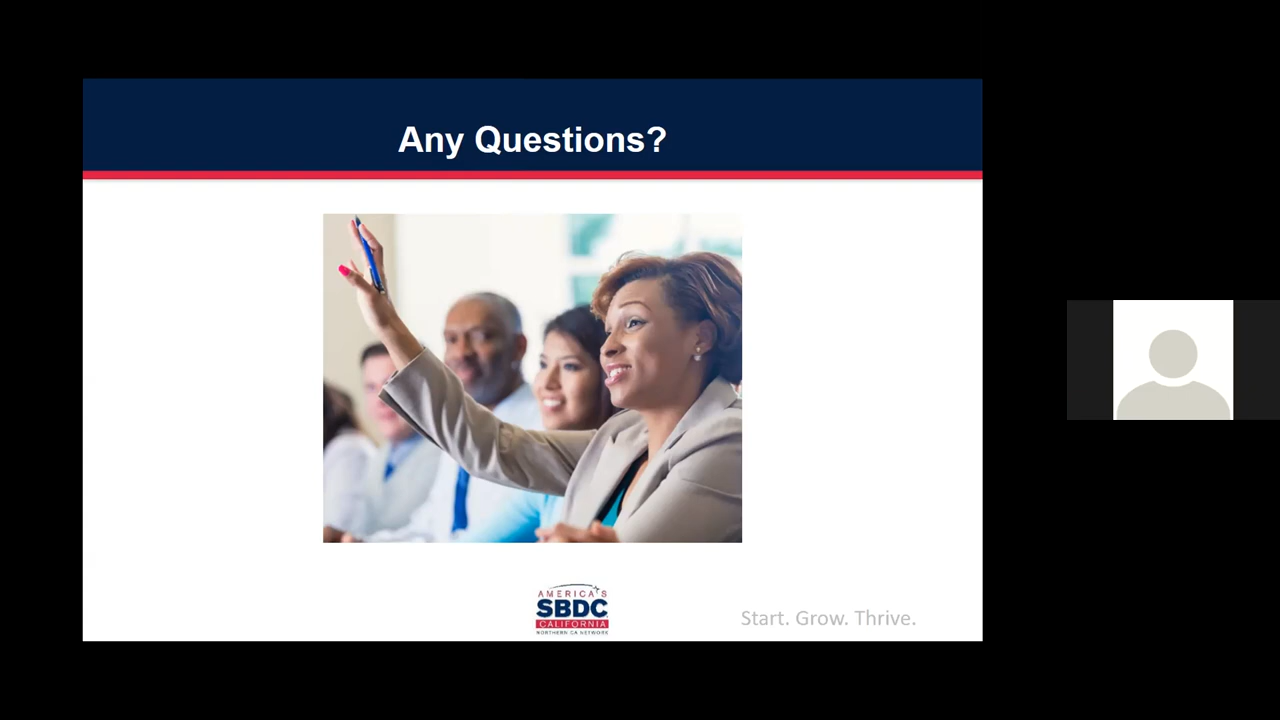 Any Questions?
AMERICA'S
SBDC
CALIFORNIA
NORTHERN CA NETWORK
Start. Grow. Thrive.